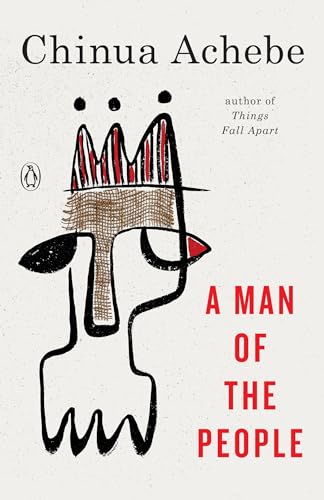 Chinua Achebe
author of
Things
Fall Apart
A MAN
OF
THE
PEOPLE